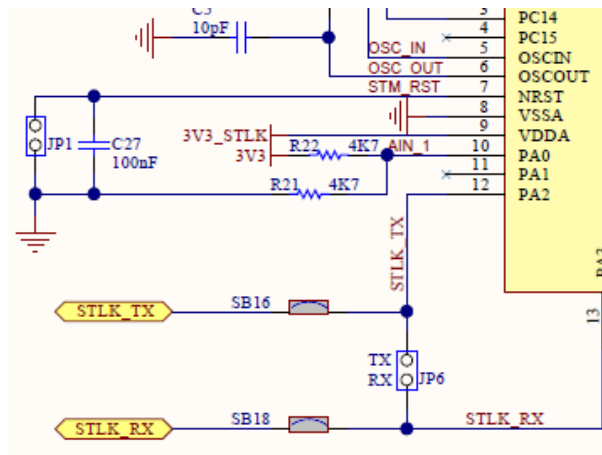 10pF
3
PC14
4
PC15
OSC_IN
5
OSCIN
OSC_OUT
6
OSCOUT
STM_RST
7
NRST
8
VSSA
JP1
C27
100nF
3V3_STLK
9
VDDA
3V3
R22
4K7
AIN_1
10
PA0
11
PA1
R21
4K7
12
PA2
STLK_TX
STLK_TX
SB16
13
TX
RX
JP6
STLK_RX
SB18
STLK_RX